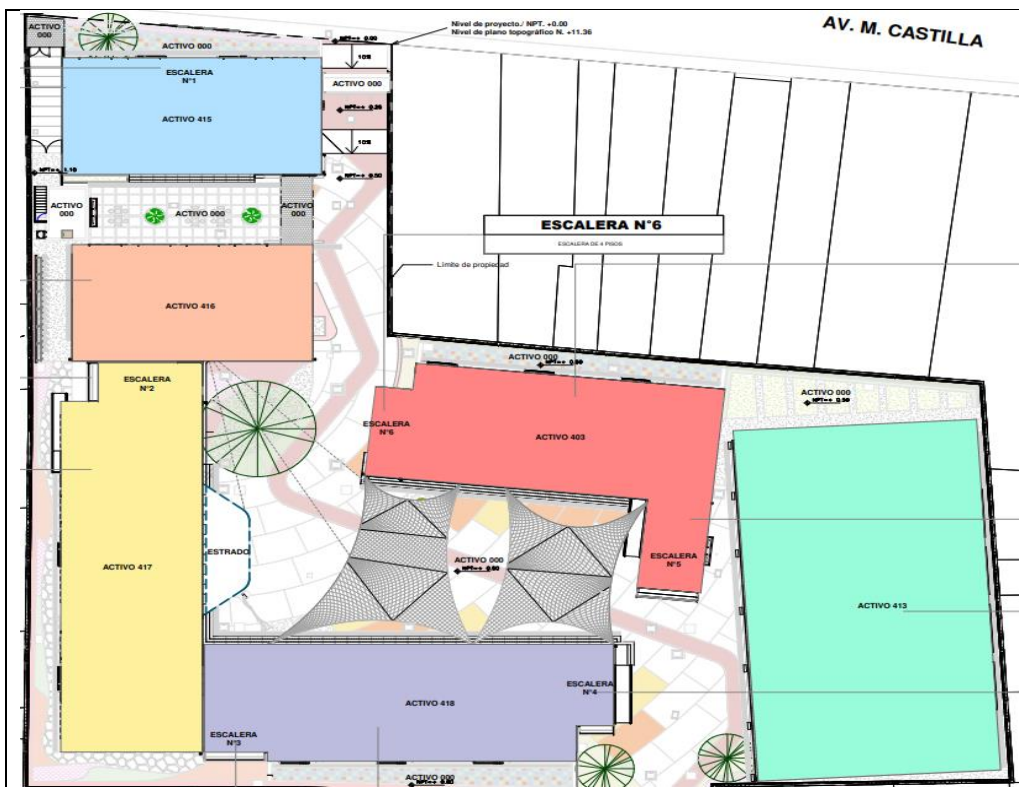 ACTIVO
000
Nivel de proyecto./ NPT. +0.00
Nivel de plano topográfico N. +11.36
AV. M. CASTILLA
ACTIVO 000
ESCALERA
N°1
10%
ACTIVO 000
ACTIVO 415
10%
ACTIVO
000
ACTIVO 000
ACTIVO
000
ESCALERA N°6
ESCALERA DE 4 PISOS
Límite de propiedad
ACTIVO 416
ACTIVO 000
ESCALERA
N°2
ACTIVO 000
ESCALERA
N°6
ACTIVO 403
ESTRADO
ACTIVO 000
ESCALERA
N°5
ACTIVO 417
ACTIVO 413
ESCALERA
N°4
ACTIVO 418
ESCALERA
N°3
ACTIVO 000